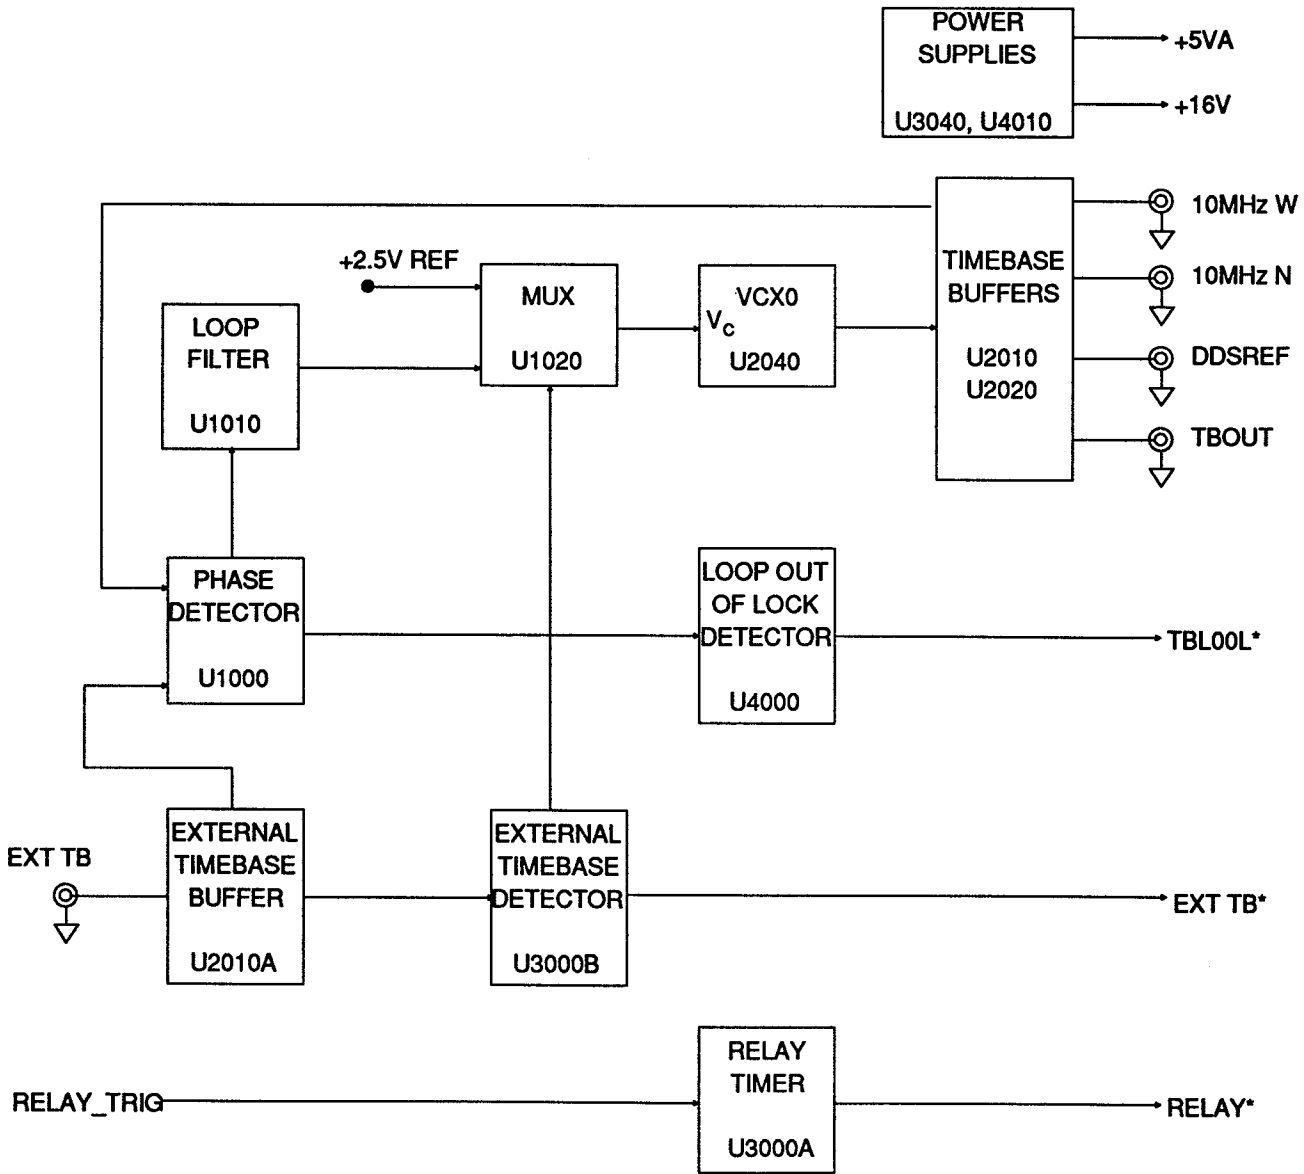 POWER
SUPPLIES
U3040, U4010
+5VA
+16V
10MHz W
10MHz N
DDSREF
TBOUT
TIMEBASE
BUFFERS
U2010
U2020
+2.5V REF
MUX
U1020
VCX0
VC
U2040
LOOP
FILTER
U1010
PHASE
DETECTOR
U1000
LOOP OUT
OF LOCK
DETECTOR
U4000
TBL00L*
EXT TB
EXTERNAL
TIMEBASE
BUFFER
U2010A
EXTERNAL
TIMEBASE
DETECTOR
U3000B
EXT TB*
RELAY_TRIG
RELAY
TIMER
U3000A
RELAY*